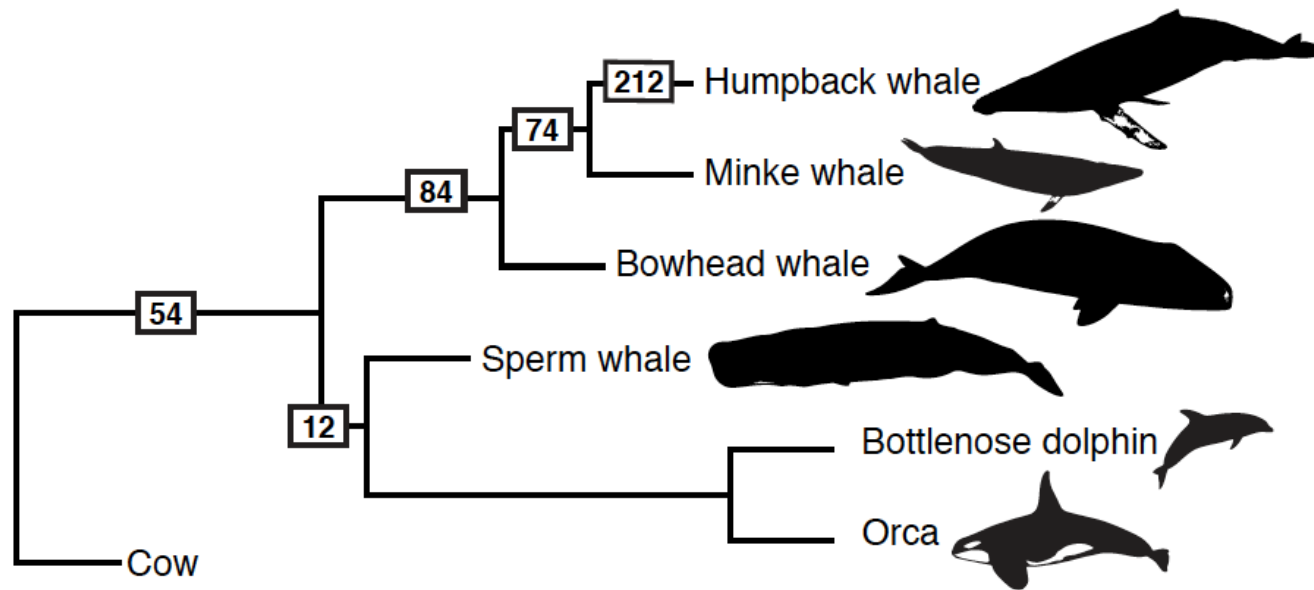 212
Humpback whale
74
Minke whale
84
Bowhead whale
54
Sperm whale
12
Bottlenose dolphin
Orca
Cow